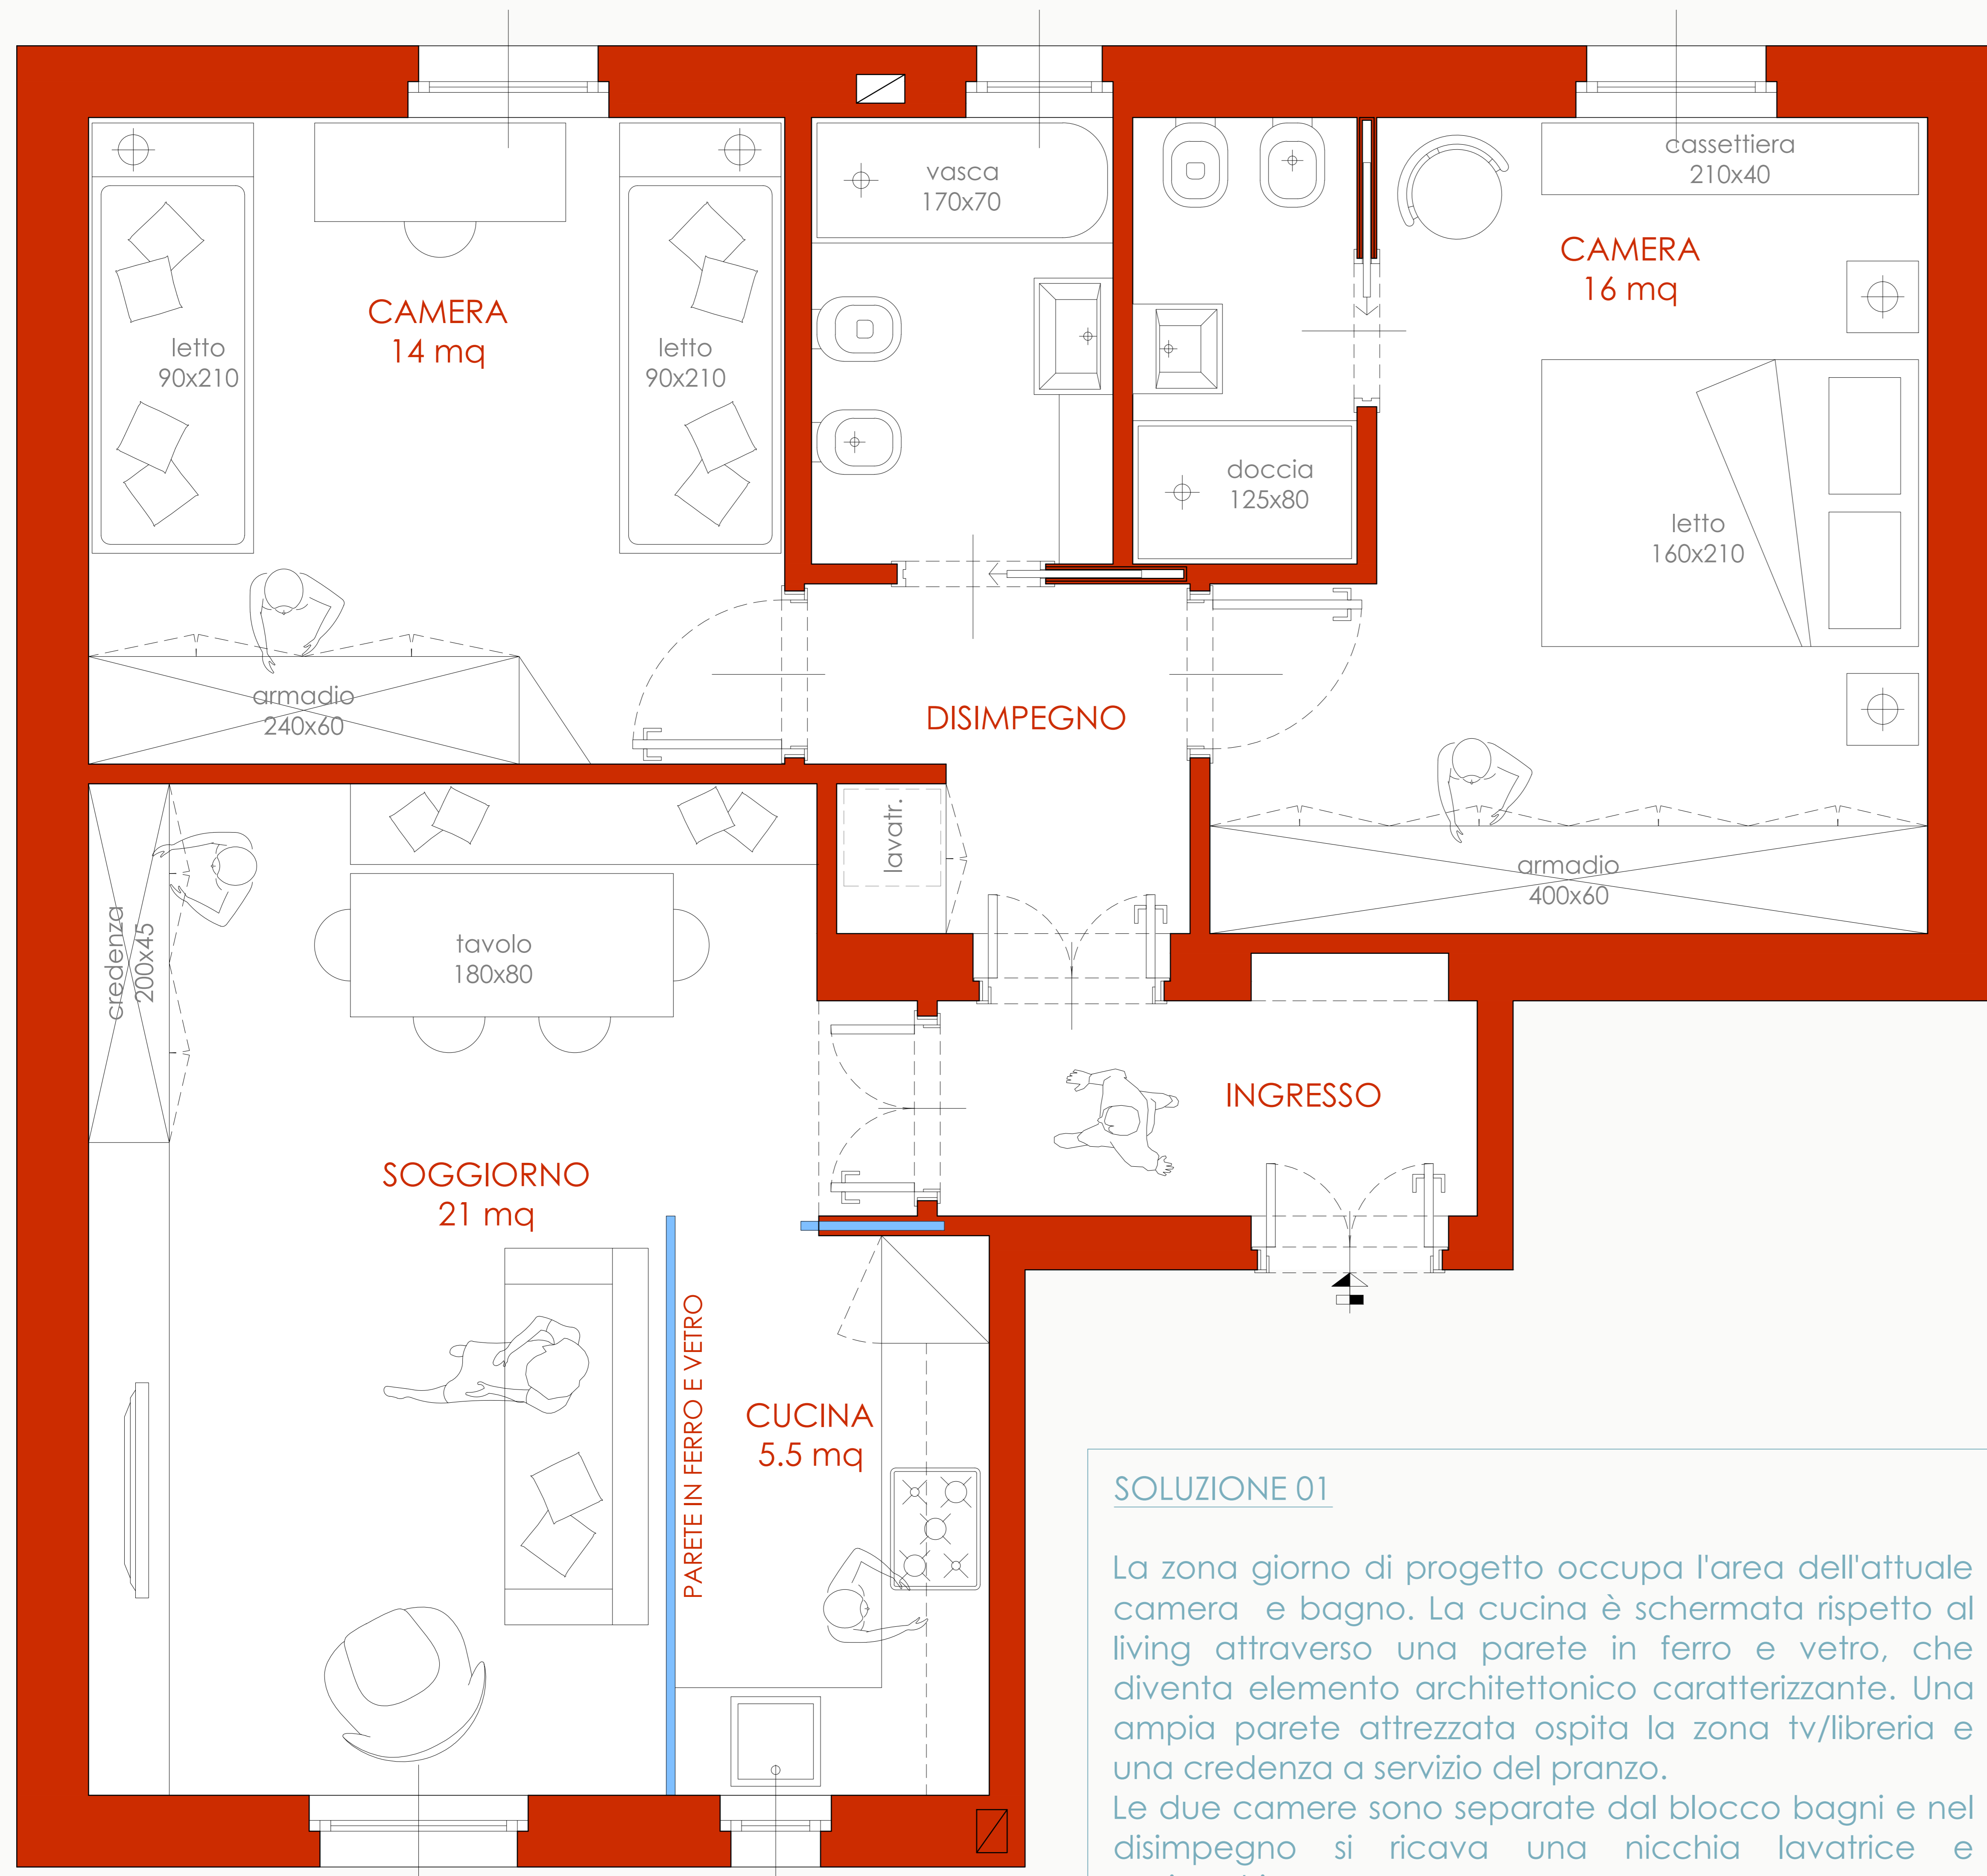 vasca
170x70
cassettiera
210x40
CAMERA
16 mq
CAMERA
14 mq
letto
90x210
letto
90x210
doccia
125x80
letto
160x210
armadio
240x60
DISIMPEGNO
lavatr.
armadio
400x60
credenza
200x45
tavolo
180x80
INGRESSO
SOGGIORNO
21 mq
PARETE IN FERRO E VETRO
CUCINA
5.5 mq
SOLUZIONE 01
La zona giorno di progetto occupa l'area dell'attuale
camera e bagno. La cucina è schermata rispetto al
living attraverso una parete in ferro e vetro, che
diventa elemento architettonico caratterizzante. Una
ampia parete attrezzata ospita la zona tv/libreria e
una credenza a servizio del pranzo.
Le due camere sono separate dal blocco bagni e nel
disimpegno si ricava una nicchia lavatrice e